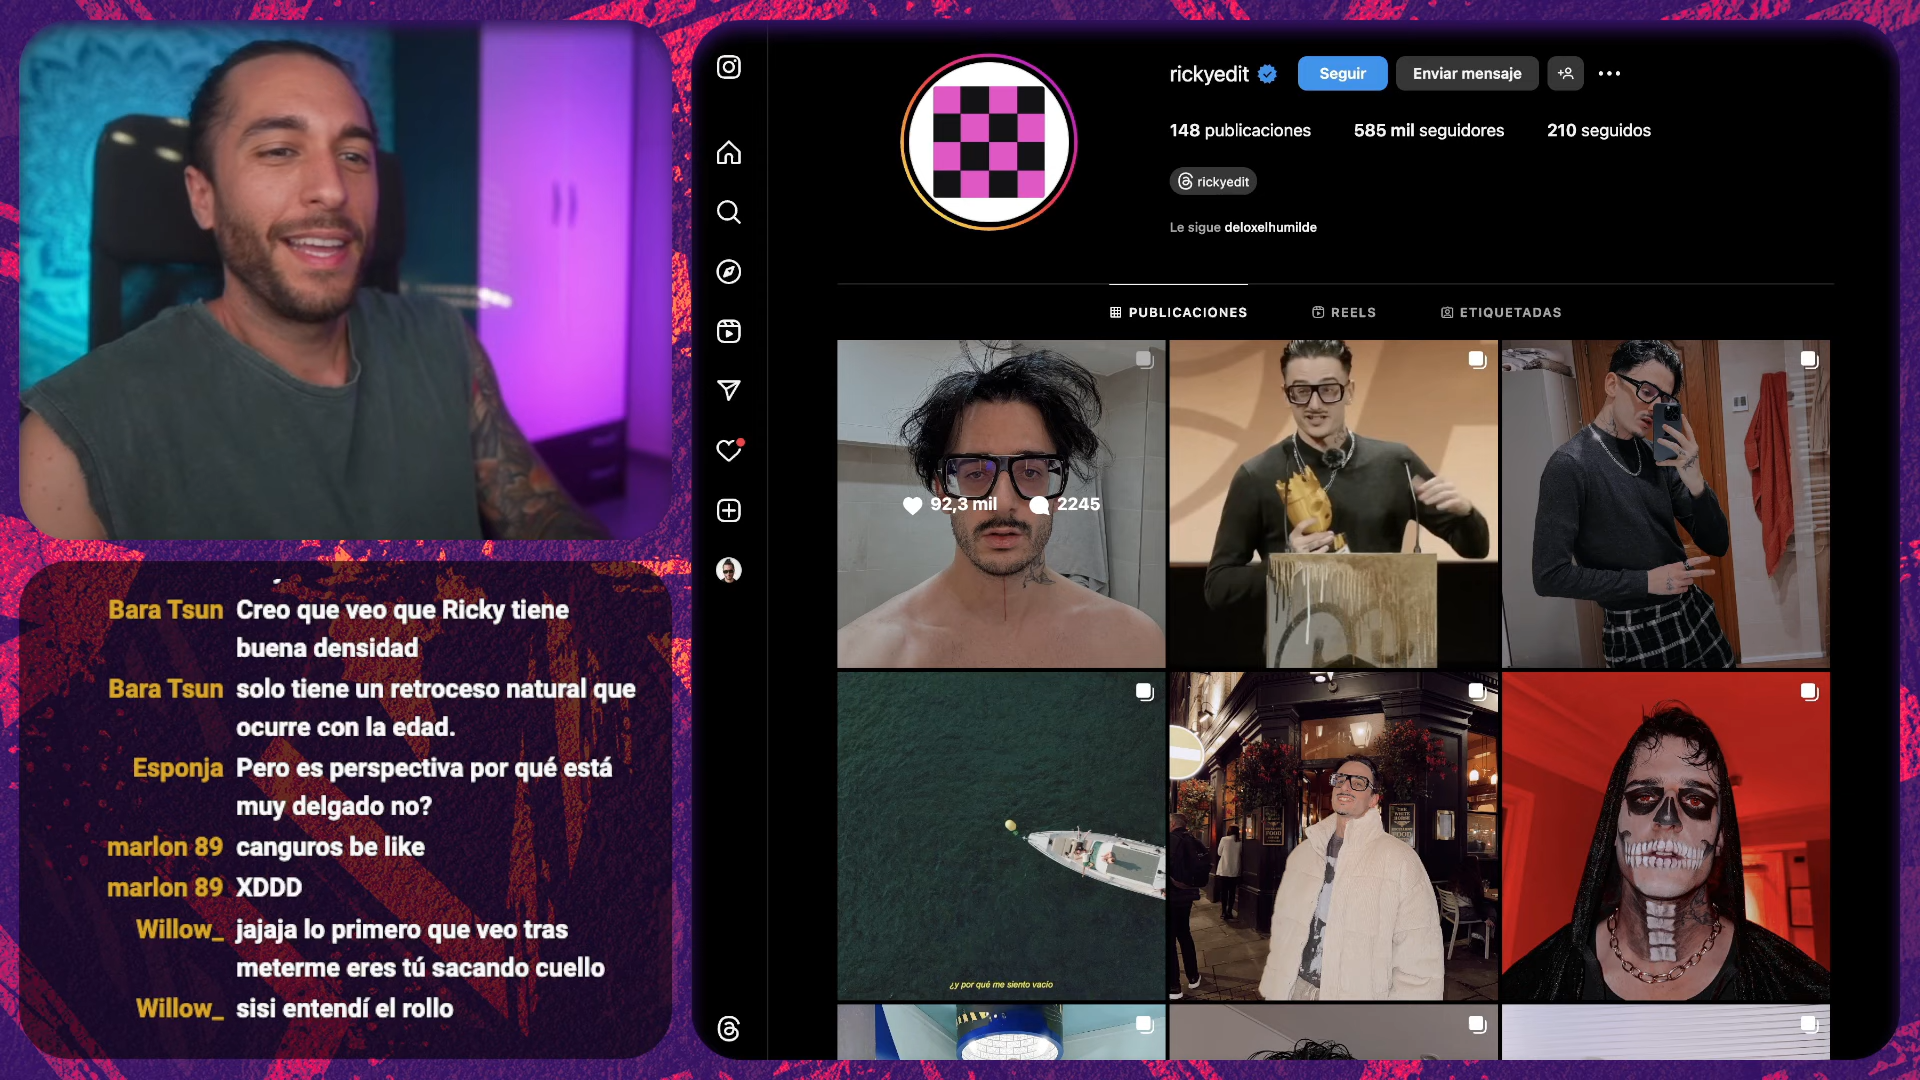 rickyedit
Seguir
Enviar mensaje
148 publicaciones
585 mil seguidores
210 seguidos
rickyedit
Le sigue deloxelhumilde
PUBLICACIONES
REELS
ETIQUETADAS
92,3 mil
2245
¿y por qué me siento vacío
Bara Tsun Creo que veo que Ricky tiene
buena densidad
Bara Tsun solo tiene un retroceso natural que
ocurre con la edad.
Esponja Pero es perspectiva por qué está
muy delgado no?
marlon 89 canguros be like
marlon 89 XDDD
Willow_ jajaja lo primero que veo tras
meterme eres tú sacando cuello
Willow_ sisi entendí el rollo